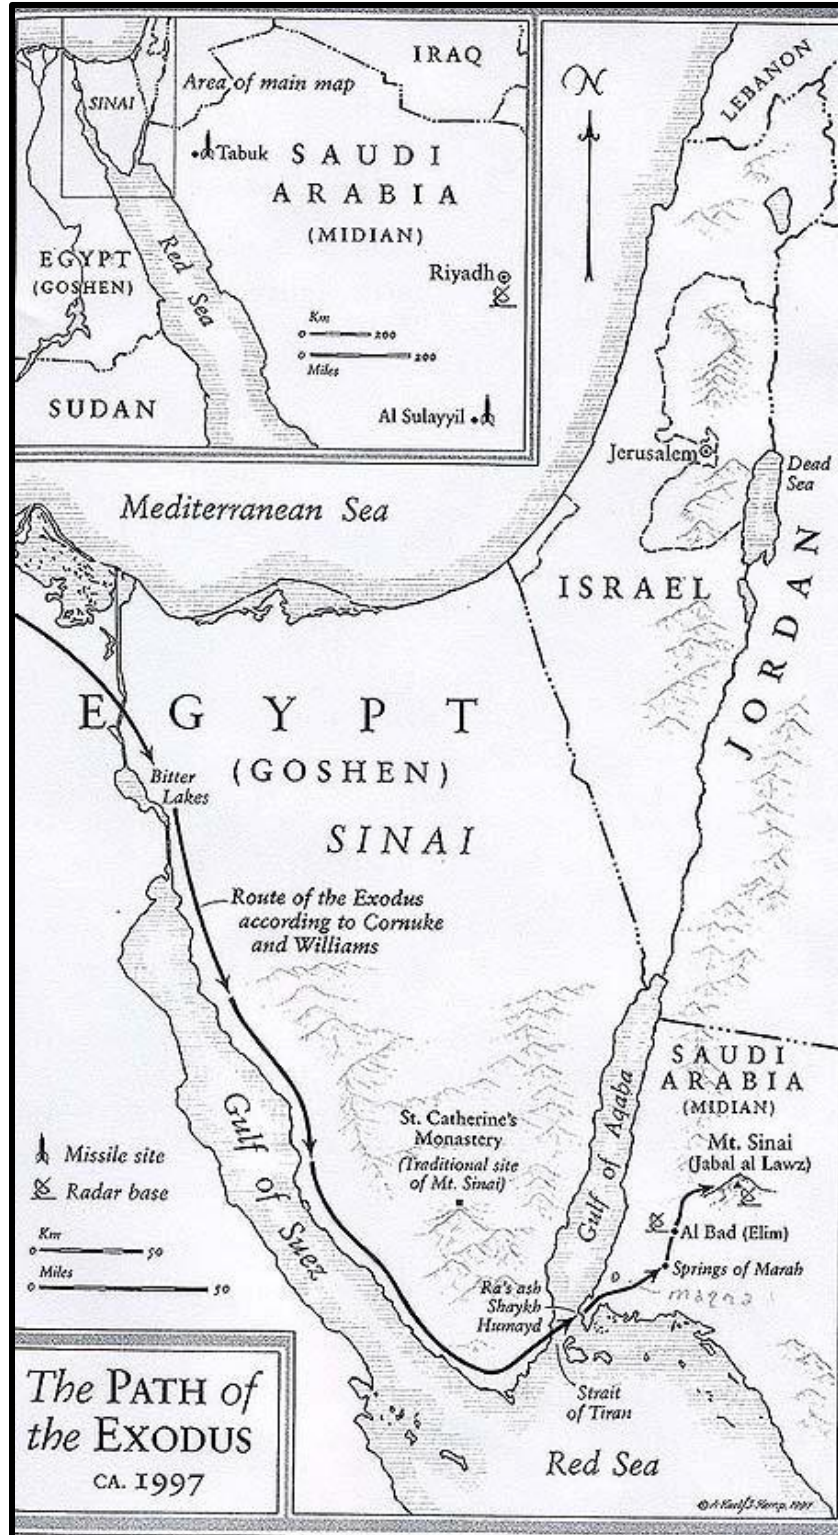 IRAQ
SINAI
Area of main map
Tabuk
SAUDI
ARABIA
(MIDIAN)
EGYPT
(GOSHEN)
Red Sea
Riyadh
Km
200
200
Miles
SUDAN
Al Sulayyil
N
LEBANON
Jerusalem
Dead
Sea
Mediterranean Sea
ISRAEL
JORDAN
EGYPT
(GOSHEN)
Bitter
Lakes
SINAI
Route of the Exodus
according to Cornuke
and Williams
SAUDI
ARABIA
(MIDIAN)
Gulf of Aqaba
St. Catherine's
Monastery
(Traditional site
of Mt. Sinai)
Mt. Sinai
(Jabal al Lawz)
Gulf of Suez
Missile site
Radar base
Km
50
Miles
50
Al Bad (Elim)
Springs of Marah
Ra's ash
Shaykh
Humayd
maqna
Strait
of Tiran
The PATH of
the EXODUS
CA. 1997
Red Sea